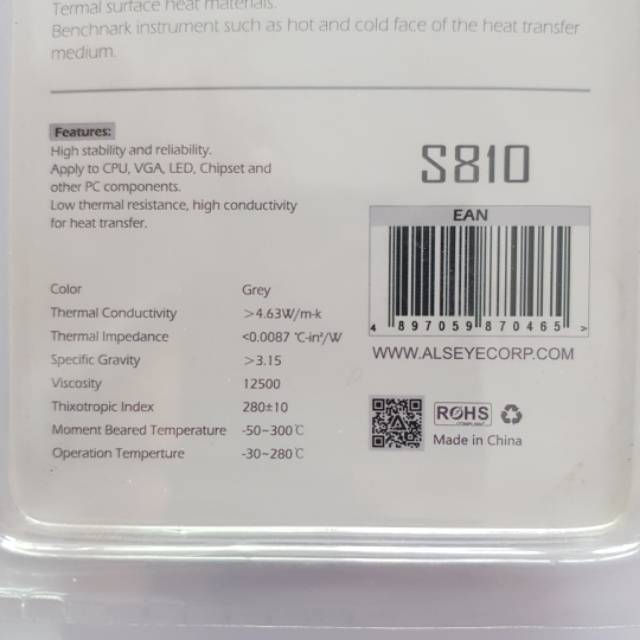 Termal surface heat materials.
Benchnark instrument such as hot and cold face of the heat transfer
medium.
Features:
High stability and reliability.
Apply to CPU, VGA, LED, Chipset and
other PC components.
Low thermal resistance, high conductivity
for heat transfer.
S810
EAN
4 897059 870465 >
WWW.ALSEYECORP.COM
Color Grey
Thermal Conductivity >4.63W/m-k
Thermal Impedance <0.0087 ℃-in²/W
Specific Gravity >3.15
Viscosity 12500
Thixotropic Index 280±10
Moment Beared Temperature -50~300℃
Operation Temperture -30~280℃
ROHS
COMPLIANT
Made in China